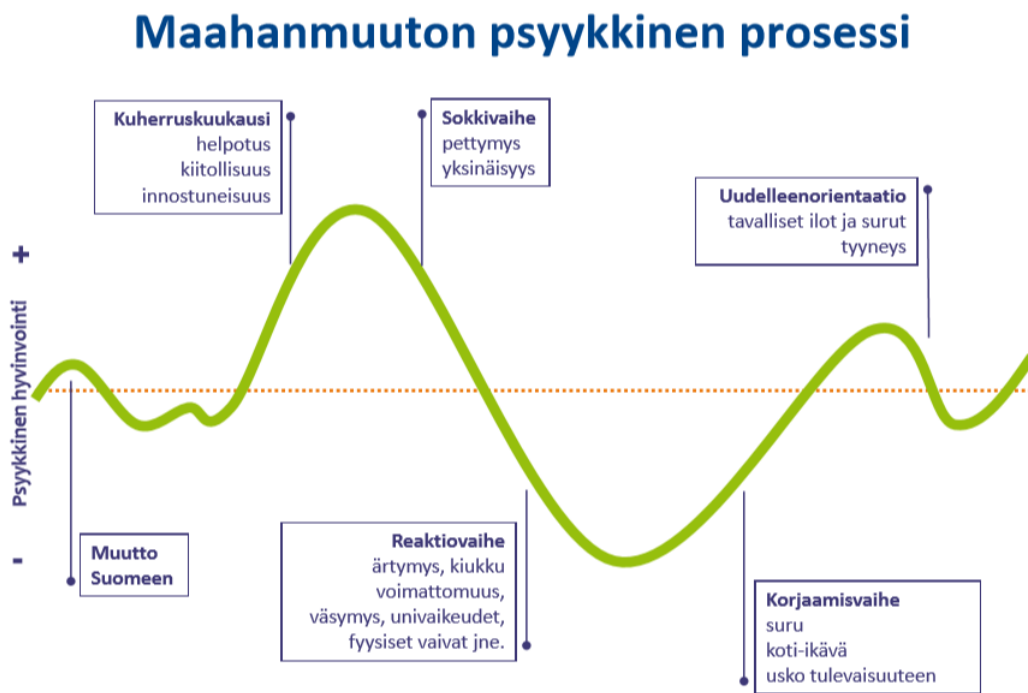 Maahanmuuton psyykkinen prosessi
Kuherruskuukausi
helpotus
kiitollisuus
innostuneisuus
Sokkivaihe
pettymys
yksinäisyys
Uudelleenorientaatio
tavalliset ilot ja surut
tyyneys
+
Psyykkinen hyvinvointi
-
Muutto
Suomeen
Reaktiovaihe
ärtymys, kiukku
voimattomuus,
väsymys, univaikeudet,
fyysiset vaivat jne.
Korjaamisvaihe
suru
koti-ikävä
usko tulevaisuuteen